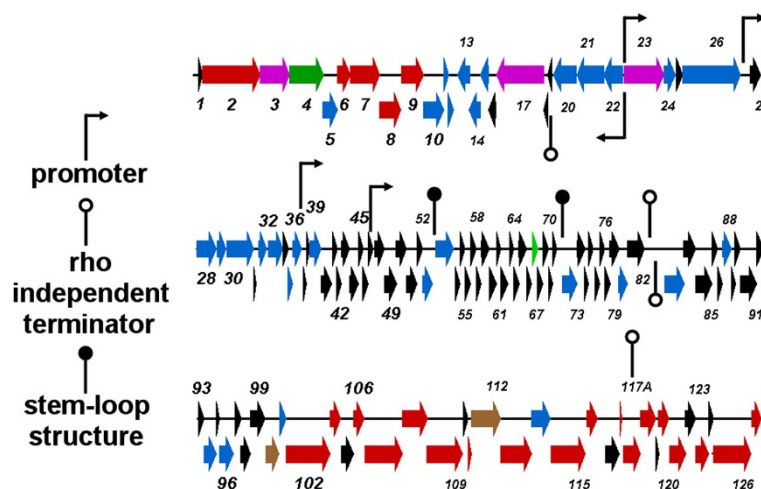 13 21 23 26
1 2 3 4 6 7 9 17 20 22 24 2
5 8 10 14
promoter
32 36 39 45 52 58 64 70 76 88
28 30 42 49 55 61 67 73 79 82 85 91
rho
independent
terminator
stem-loop
structure
93 99 106 112 117A 123
96 102 109 115 120 126